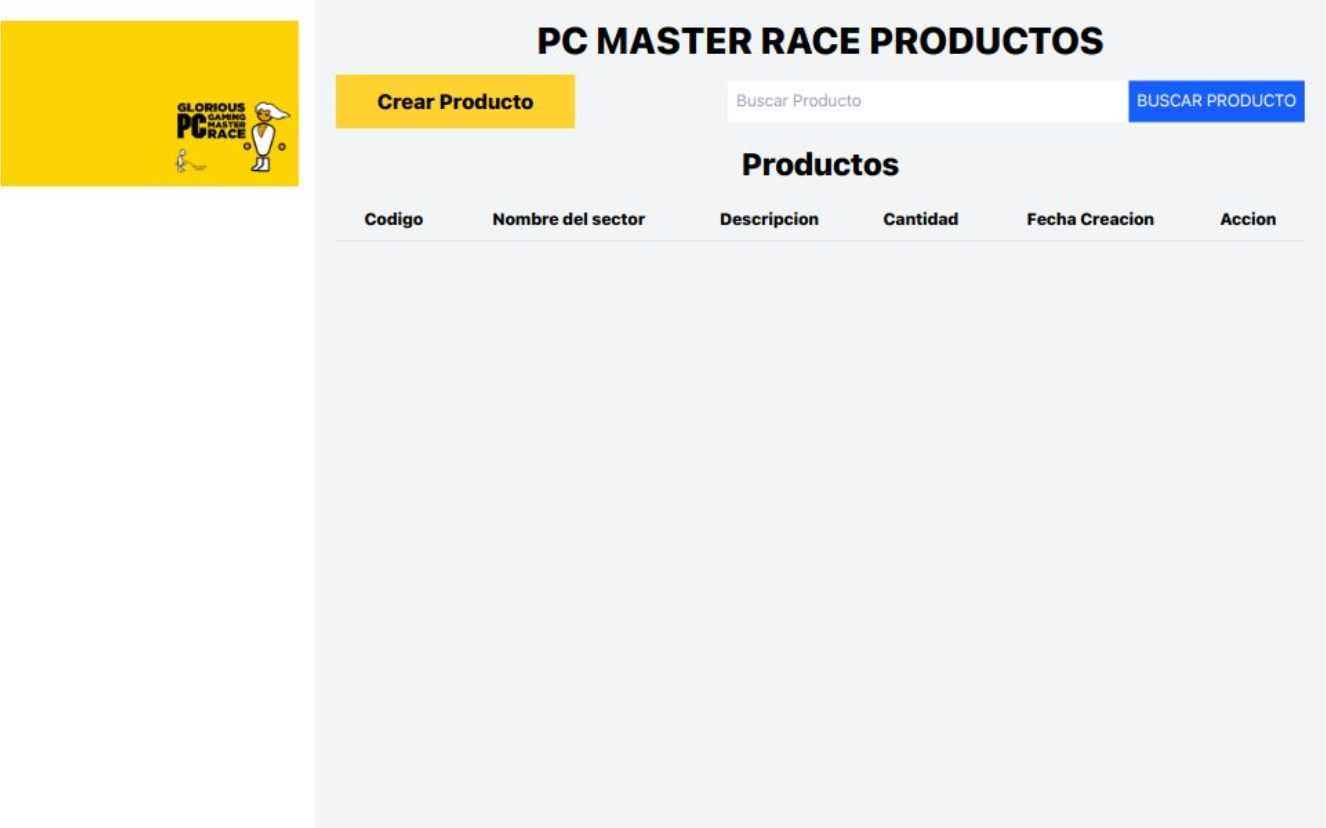 GLORIOUS
PC GAMING
MASTER
RACE
PC MASTER RACE PRODUCTOS
Crear Producto
Buscar Producto
BUSCAR PRODUCTO
Productos
Codigo Nombre del sector Descripcion Cantidad Fecha Creacion Accion